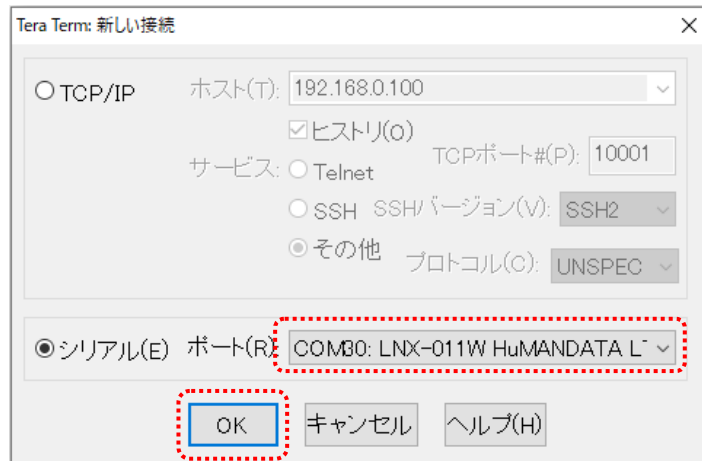 Tera Term: 新しい接続
TCP/IP ホスト(T): 192.168.0.100
ヒストリ(O)
サービス: Telnet TCPポート#(P): 10001
SSH SSHバージョン(V): SSH2
その他 プロトコル(C): UNSPEC
シリアル(E) ポート(R) COM30: LNX-011W HuMANDATA L
OK キャンセル ヘルプ(H)